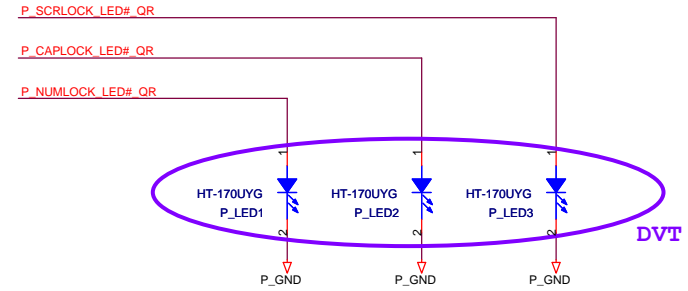 P_SCRLOCK_LED#_QR
P_CAPLOCK_LED#_QR
P_NUMLOCK_LED#_QR
1 1 1
HT-170UYG HT-170UYG HT-170UYG
P_LED1 P_LED2 P_LED3
2 2 2
DVT
P_GND P_GND P_GND